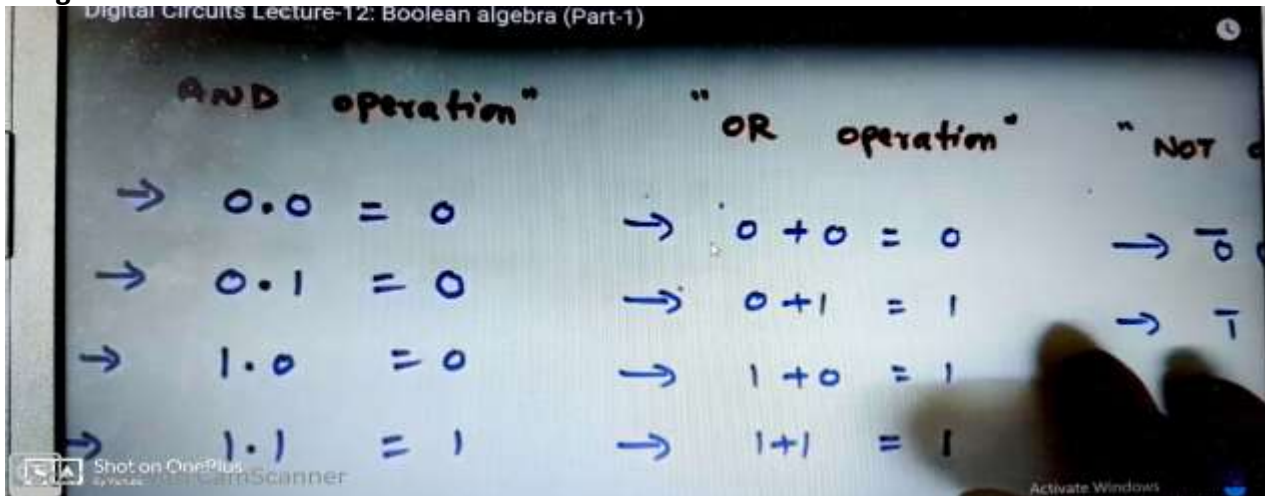 Digital Circuits Lecture-12: Boolean algebra (Part-1)
AND operation"
→ 0.0 = 0
→ 0.1 = 0
→ 1.0 = 0
→ 1.1 = 1
"OR operation"
→ 0 + 0 = 0
→ 0 + 1 = 1
→ 1 + 0 = 1
→ 1 + 1 = 1
"NOT
→ 0̅
→ 1̅
Shot on OnePlus
CamScanner
Activate Windows